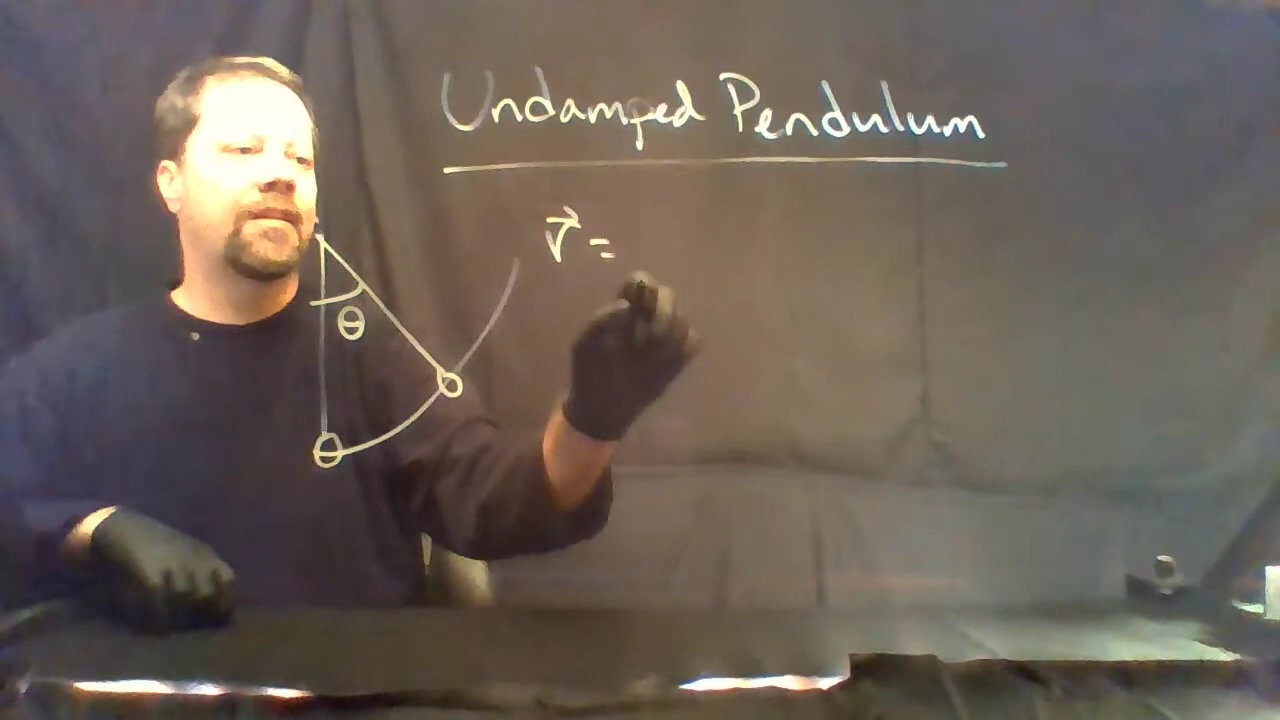 Undamped Pendulum
r⃗ =
θ